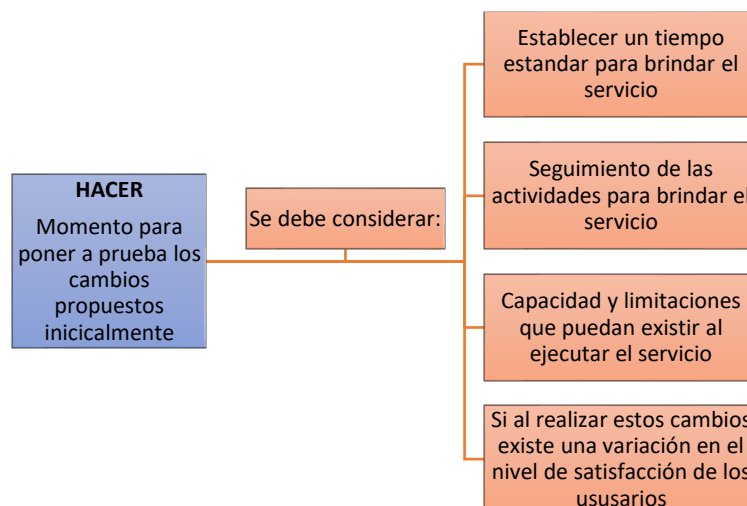 HACER
Momento para
poner a prueba los
cambios
propuestos
inicicalmente
Se debe considerar:
Establecer un tiempo
estandar para brindar el
servicio
Seguimiento de las
actividades para brindar el
servicio
Capacidad y limitaciones
que puedan existir al
ejecutar el servicio
Si al realizar estos cambios
existe una variación en el
nivel de satisfacción de los
ususarios